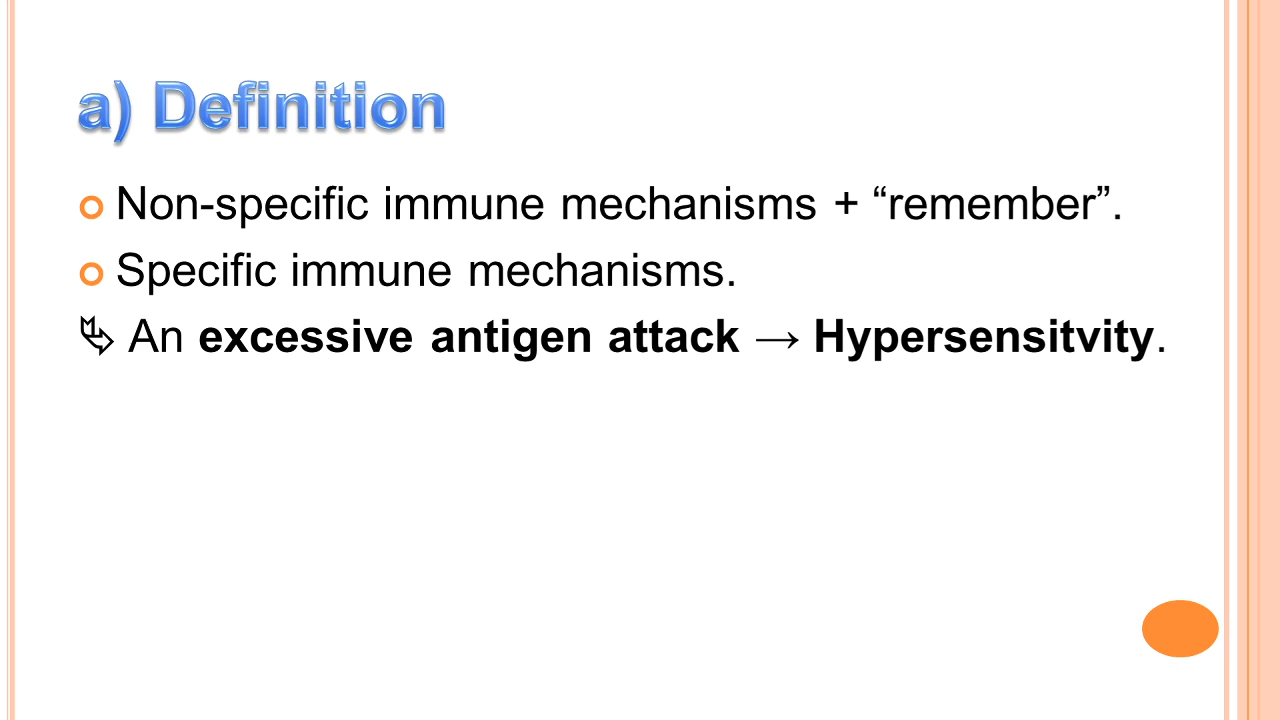 a) Definition
Non-specific immune mechanisms + “remember”.
Specific immune mechanisms.
⮱ An excessive antigen attack → Hypersensitvity.